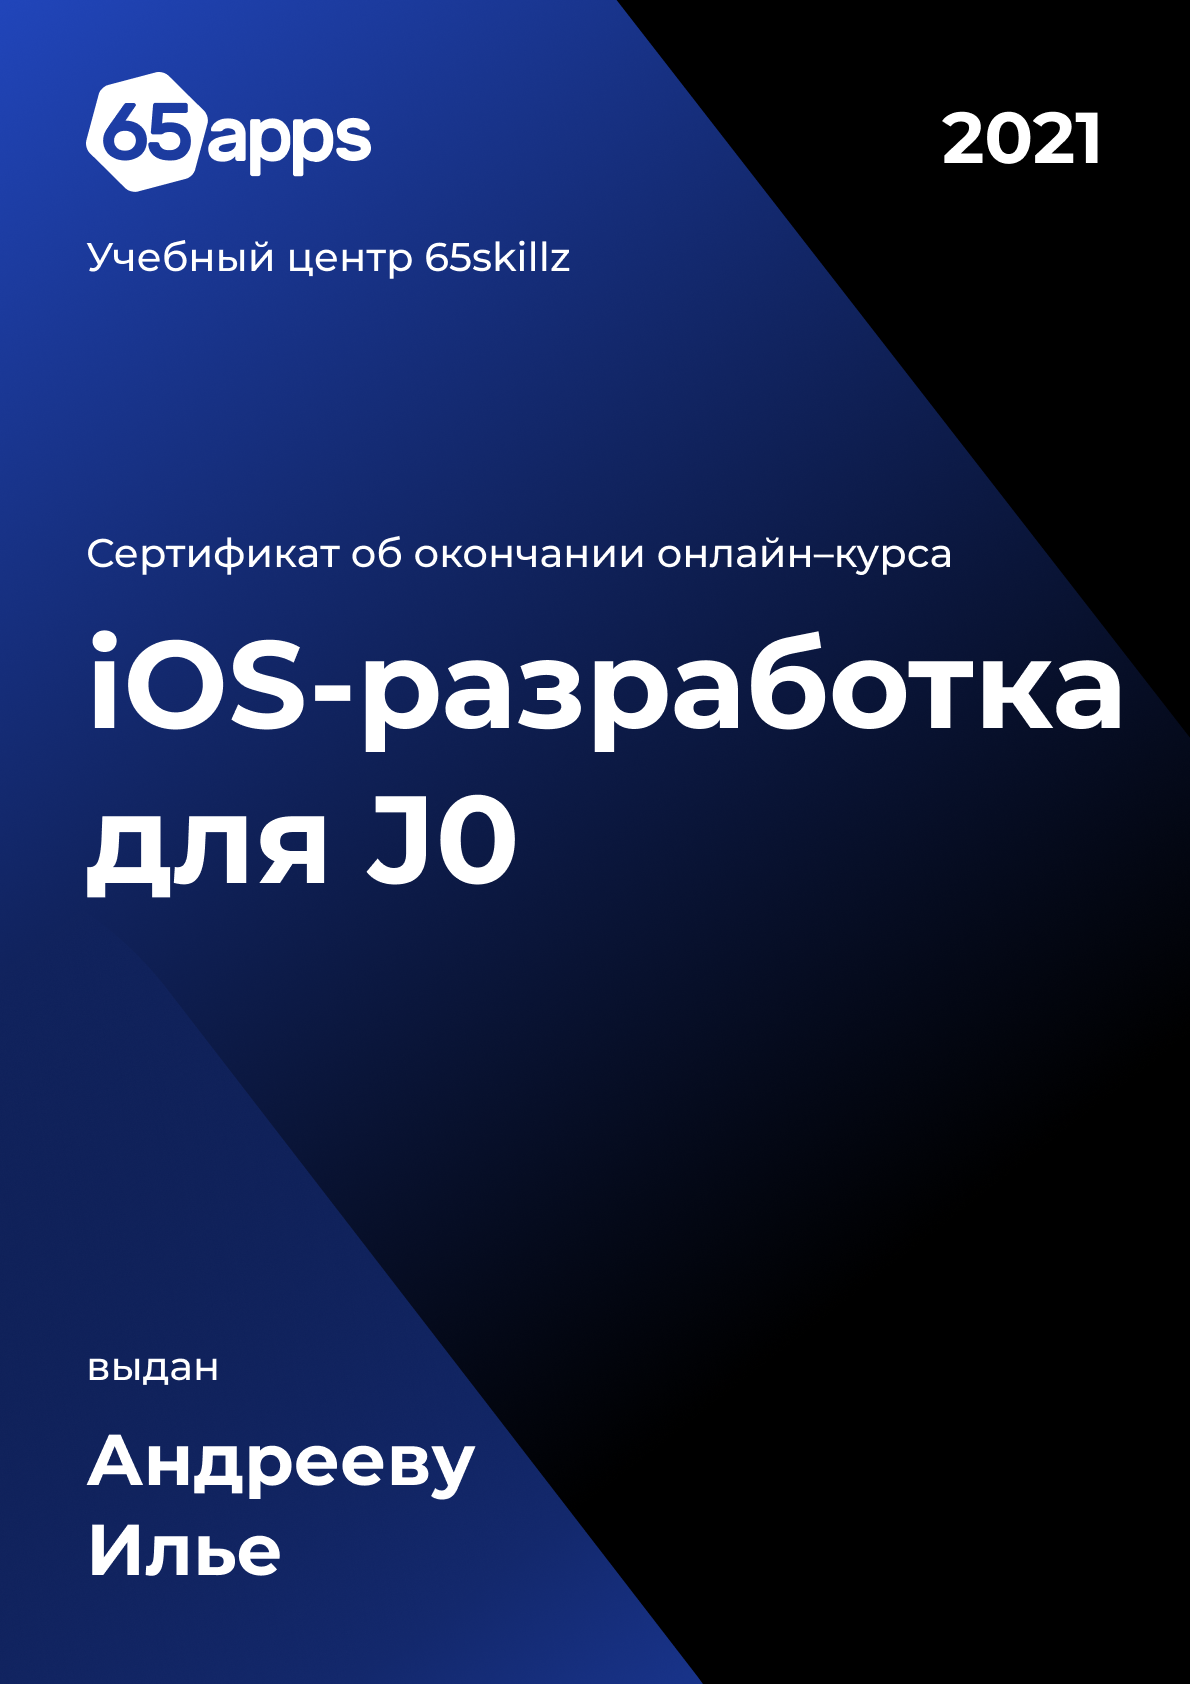 65apps
2021
Учебный центр 65skillz
Сертификат об окончании онлайн–курса
iOS-разработка
для J0
выдан
Андрееву
Илье